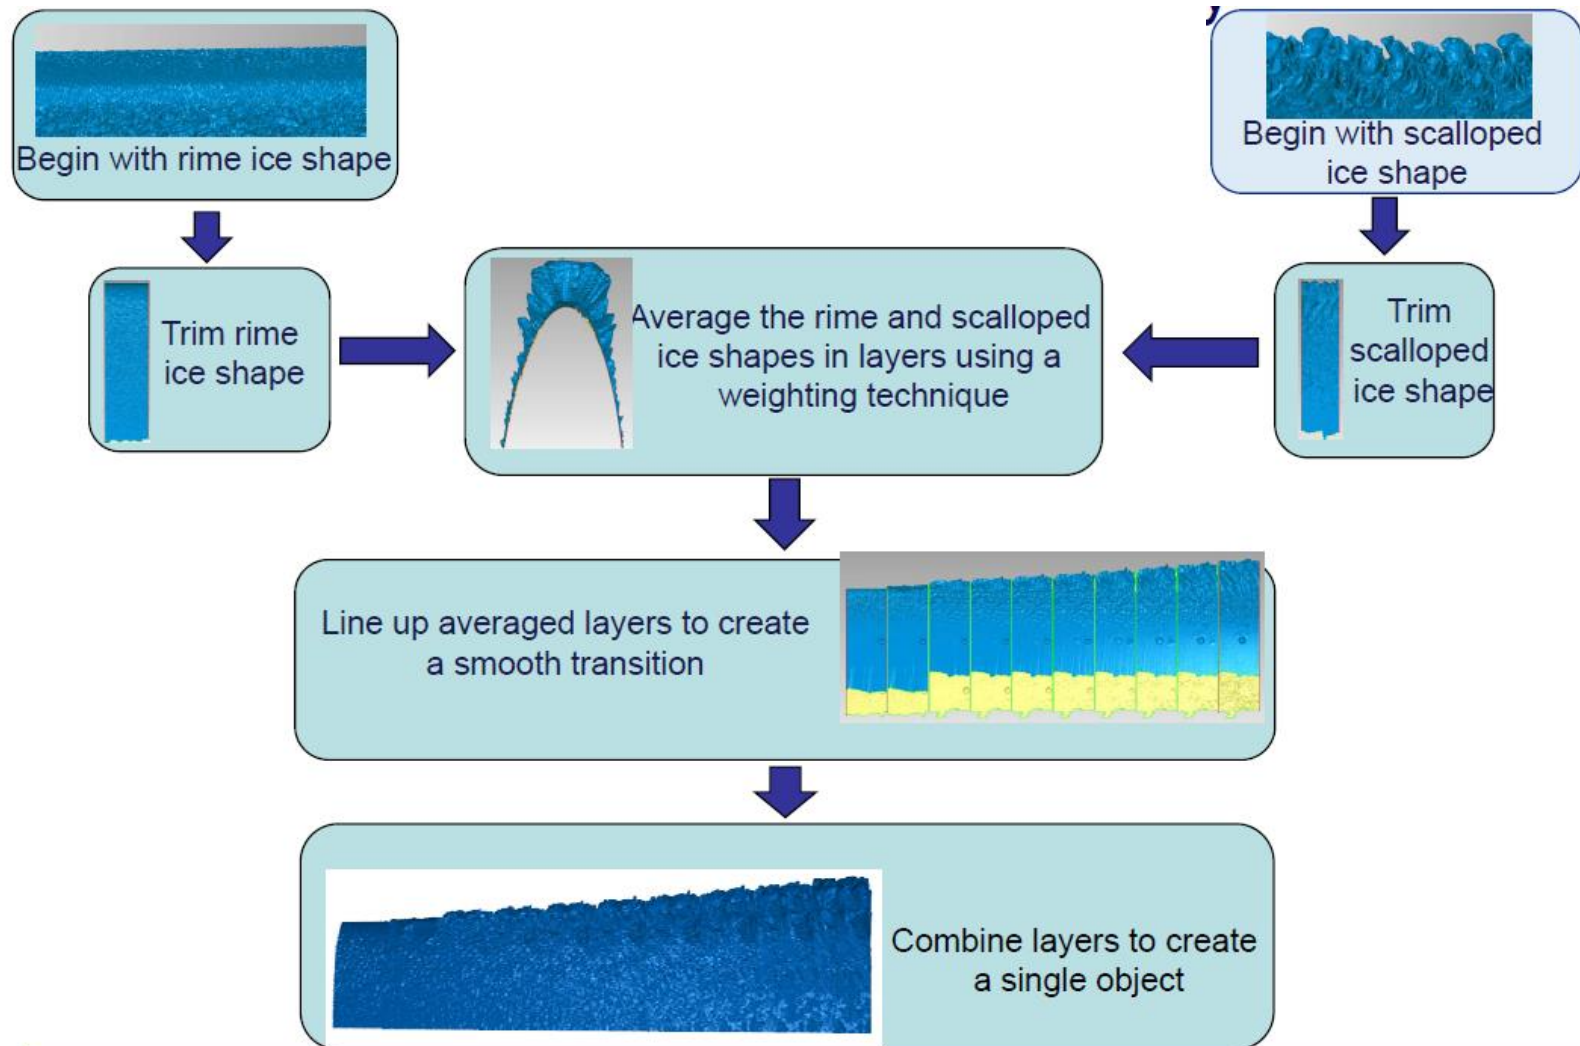 Begin with rime ice shape
Begin with scalloped
ice shape
Trim rime
ice shape
Average the rime and scalloped
ice shapes in layers using a
weighting technique
Trim
scalloped
ice shape
Line up averaged layers to create
a smooth transition
Combine layers to create
a single object